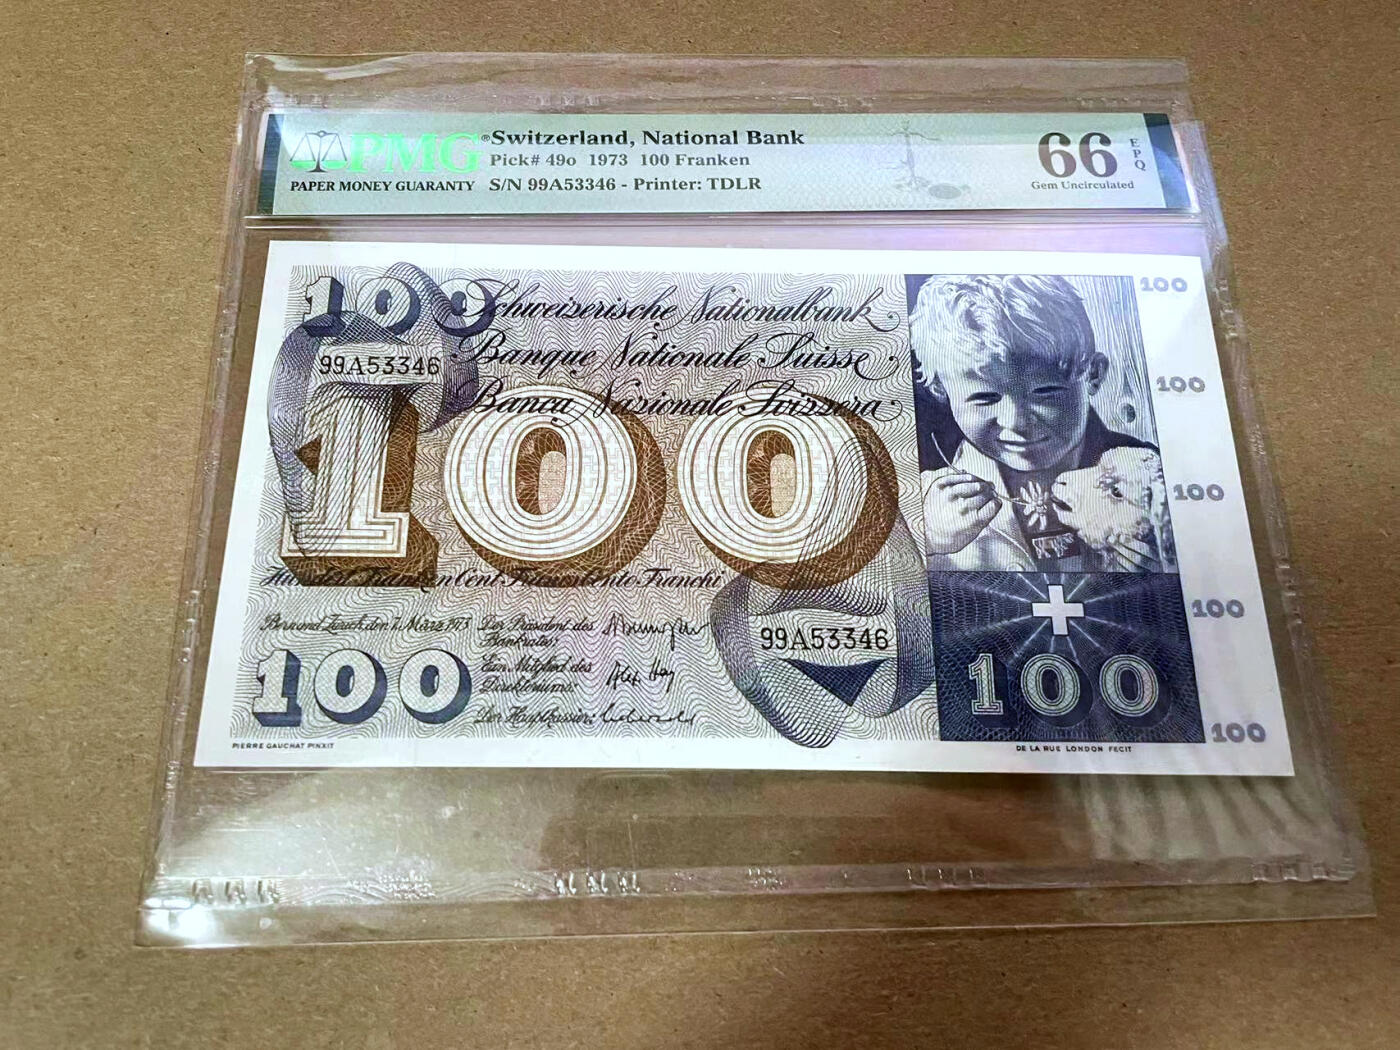 PMG® Switzerland, National Bank
Pick# 49o 1973 100 Franken
PAPER MONEY GUARANTY S/N 99A53346 - Printer: TDLR
66 EPQ
Gem Uncirculated
100 Schweizerische Nationalbank
Banque Nationale Suisse
Banca Nazionale Svizzera
99A53346
100
100
100
100
100
100
Hundert Franken Cent Francs Cento Franchi
Bern und Zürich, den 7. März 1973
Der Präsident des
Bankrates:
Ein Mitglied des
Direktoriums:
Der Hauptkassier:
99A53346
100
100
PIERRE GAUCHAT PINXIT
DE LA RUE LONDON FECIT